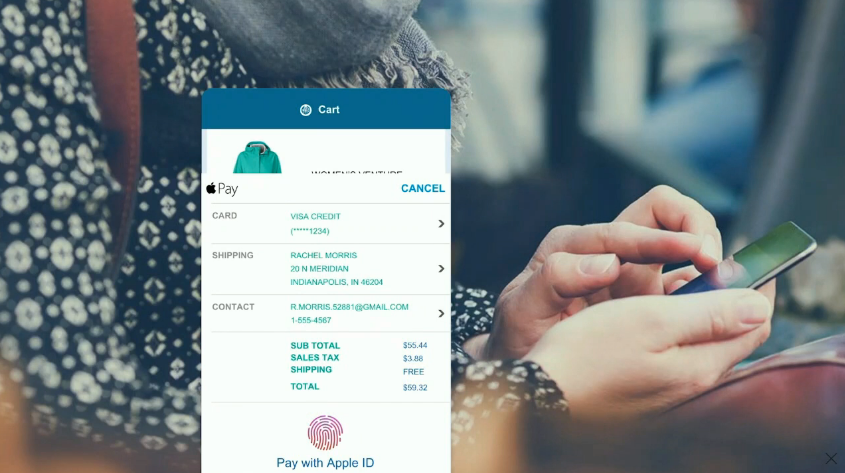 Cart
WOMEN'S VENTURE
Pay CANCEL
CARD VISA CREDIT
(*****1234)
SHIPPING RACHEL MORRIS
20 N MERIDIAN
INDIANAPOLIS, IN 46204
CONTACT R.MORRIS.52881@GMAIL.COM
1-555-4567
SUB TOTAL $55.44
SALES TAX $3.88
SHIPPING FREE
TOTAL $59.32
Pay with Apple ID